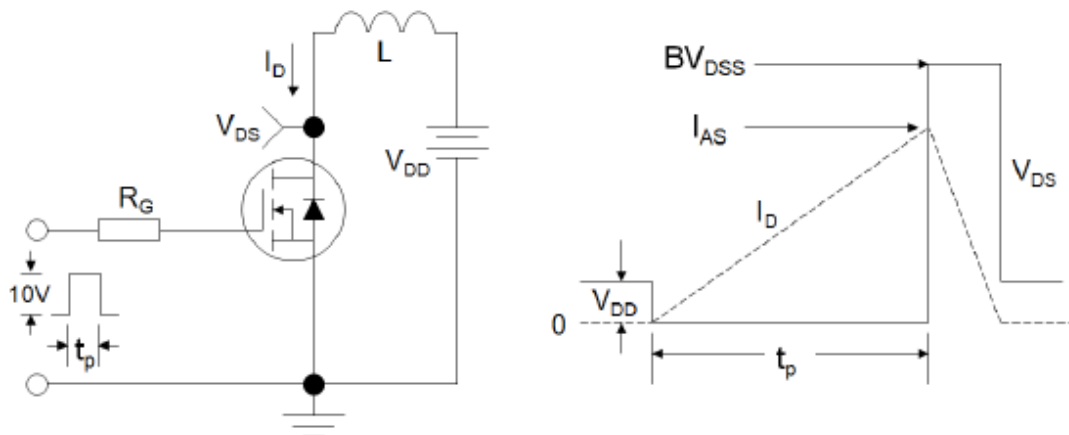 L
I_D
V_DS
V_DD
R_G
10V
t_p
BV_DSS
I_AS
V_DS
I_D
V_DD
0
t_p